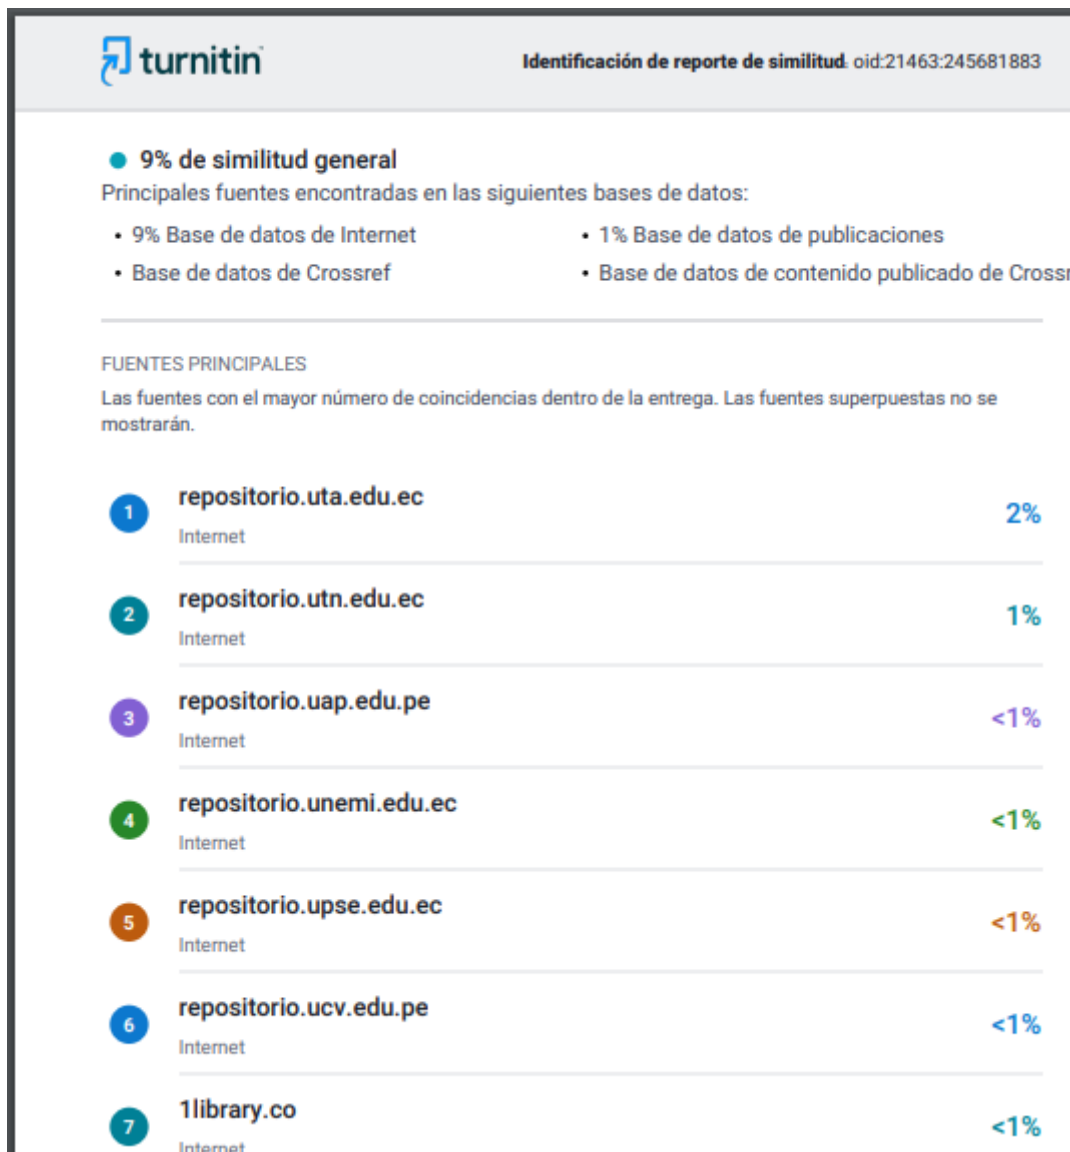 turnitin
Identificación de reporte de similitud: oid:21463:245681883
9% de similitud general
Principales fuentes encontradas en las siguientes bases de datos:
• 9% Base de datos de Internet
• 1% Base de datos de publicaciones
• Base de datos de Crossref
• Base de datos de contenido publicado de Crossr
FUENTES PRINCIPALES
Las fuentes con el mayor número de coincidencias dentro de la entrega. Las fuentes superpuestas no se
mostrarán.
1
repositorio.uta.edu.ec
2%
Internet
2
repositorio.utn.edu.ec
1%
Internet
3
repositorio.uap.edu.pe
<1%
Internet
4
repositorio.unemi.edu.ec
<1%
Internet
5
repositorio.upse.edu.ec
<1%
Internet
6
repositorio.ucv.edu.pe
<1%
Internet
7
1library.co
<1%
Internet